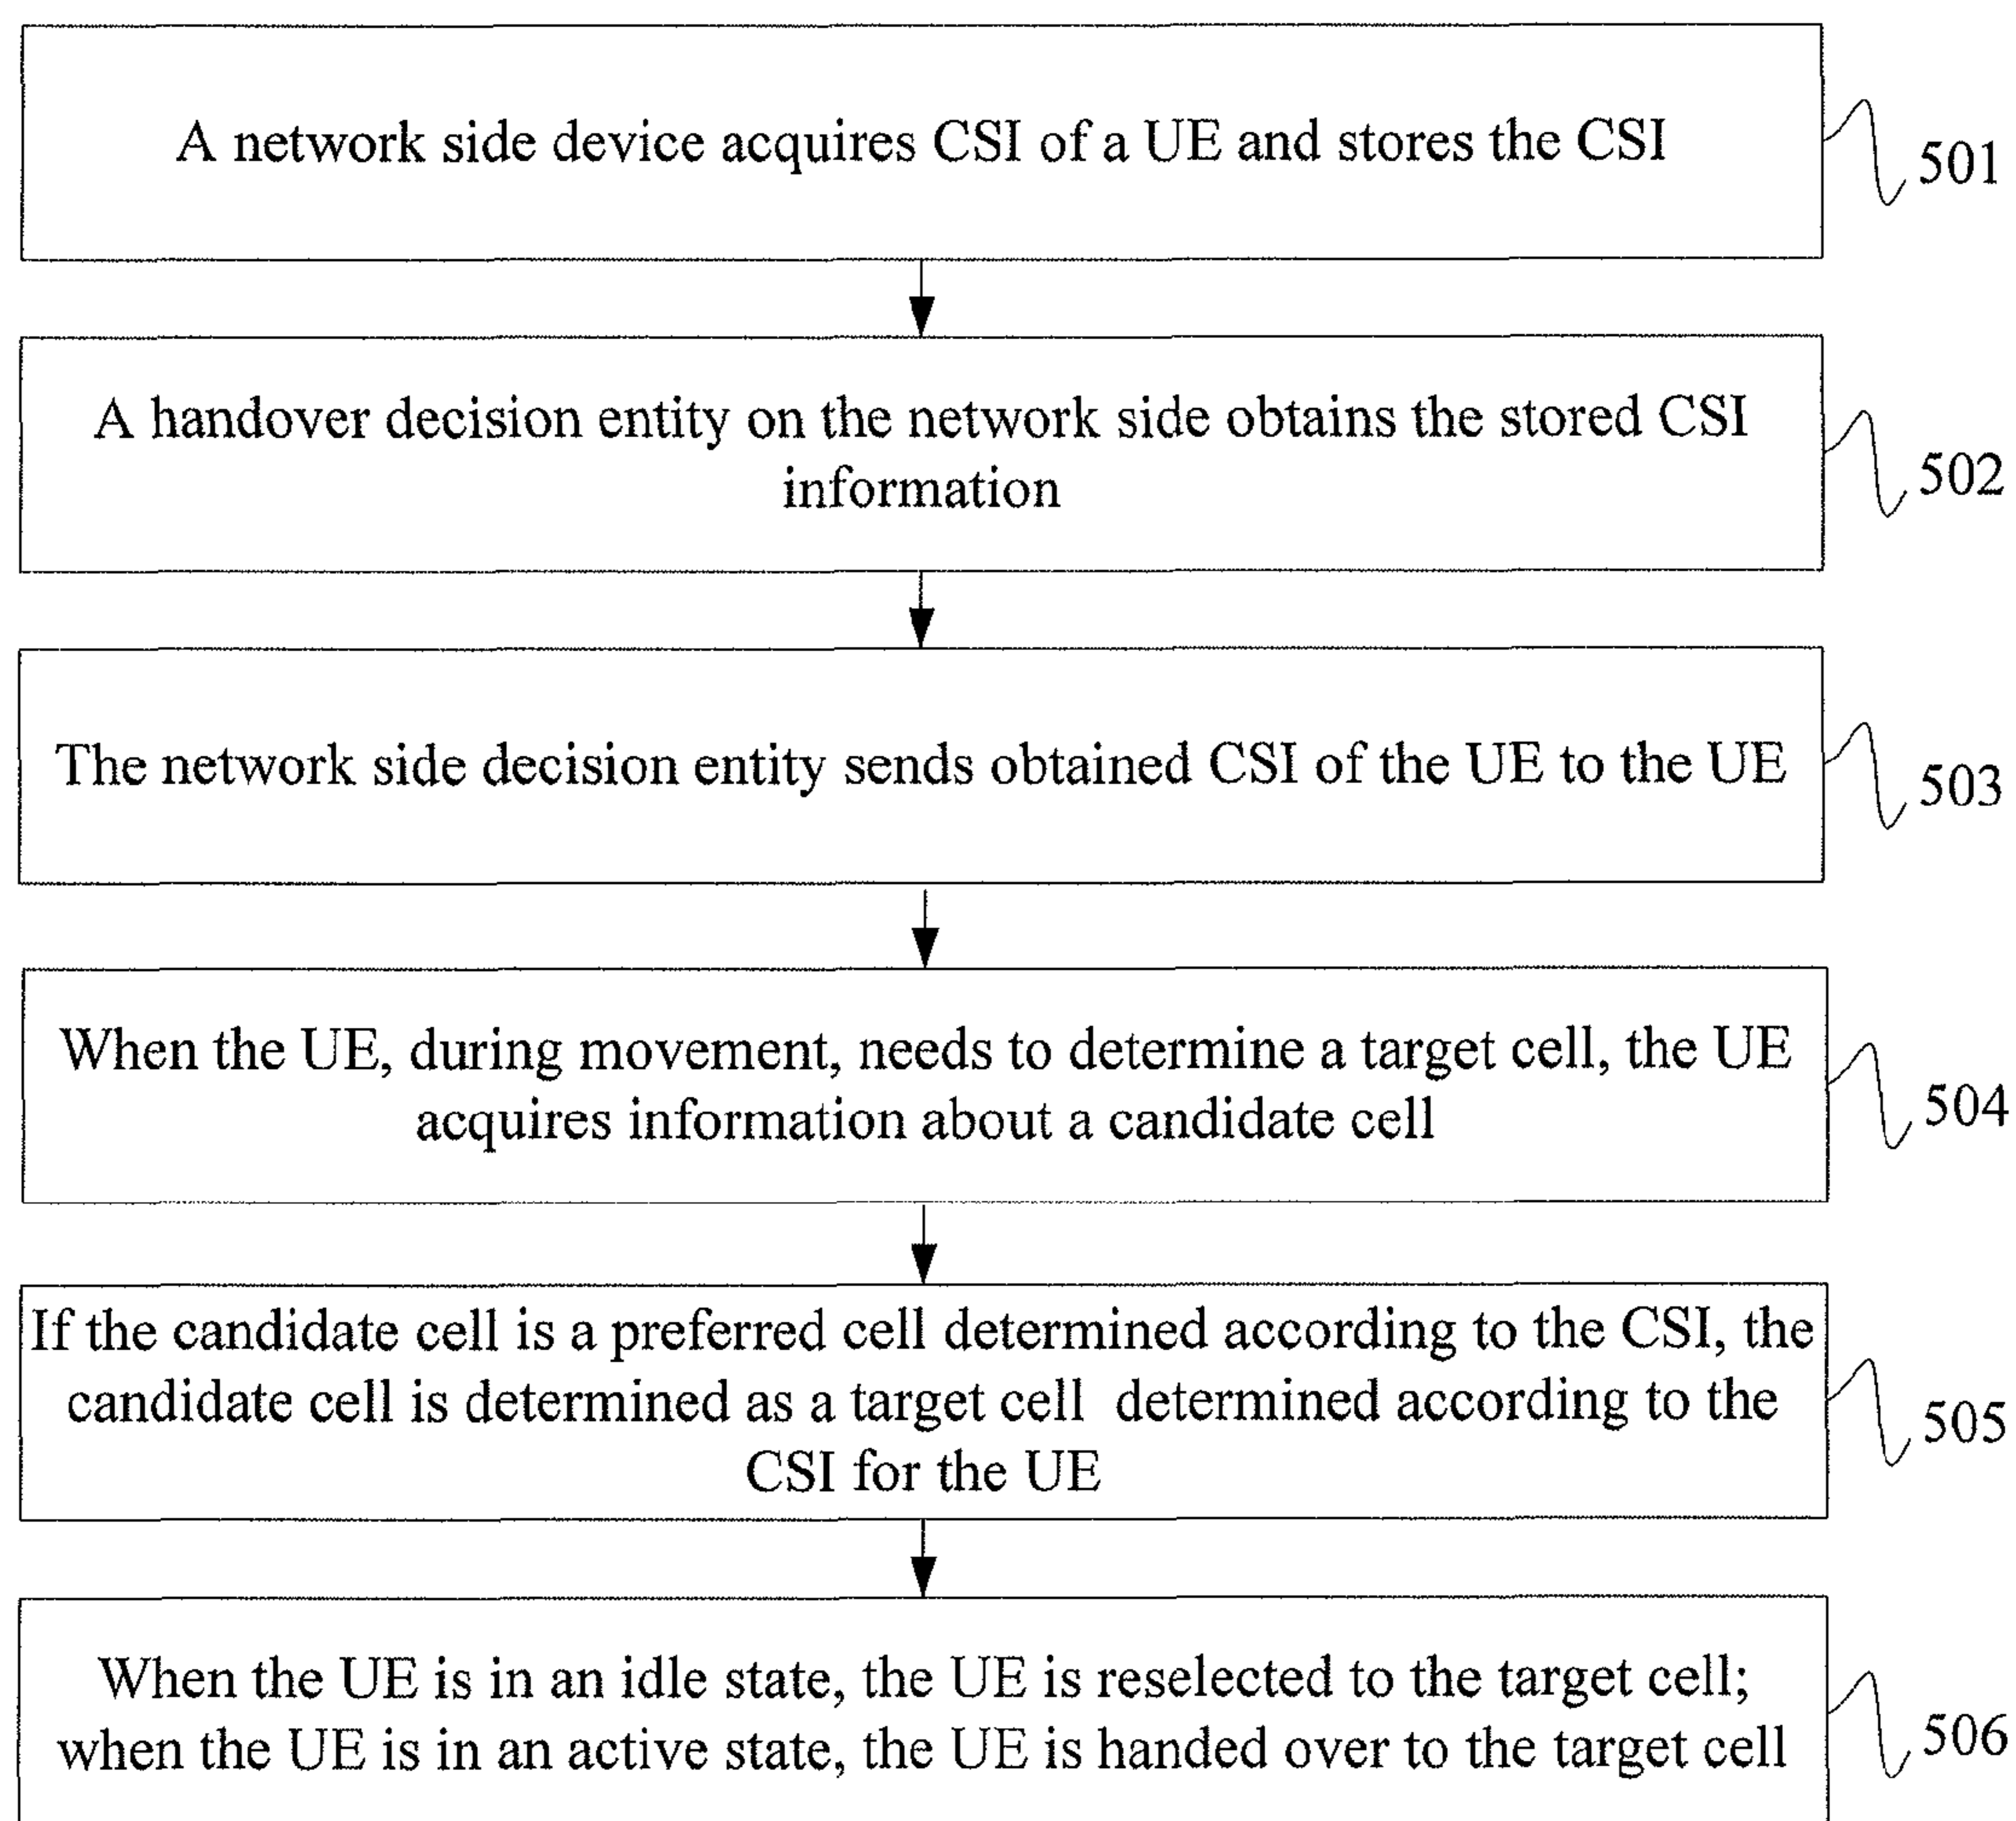 A network side device acquires CSI of a UE and stores the CSI
501
A handover decision entity on the network side obtains the stored CSI
information
502
The network side decision entity sends obtained CSI of the UE to the UE
503
When the UE, during movement, needs to determine a target cell, the UE
acquires information about a candidate cell
504
If the candidate cell is a preferred cell determined according to the CSI, the
candidate cell is determined as a target cell determined according to the
CSI for the UE
505
When the UE is in an idle state, the UE is reselected to the target cell;
when the UE is in an active state, the UE is handed over to the target cell
506